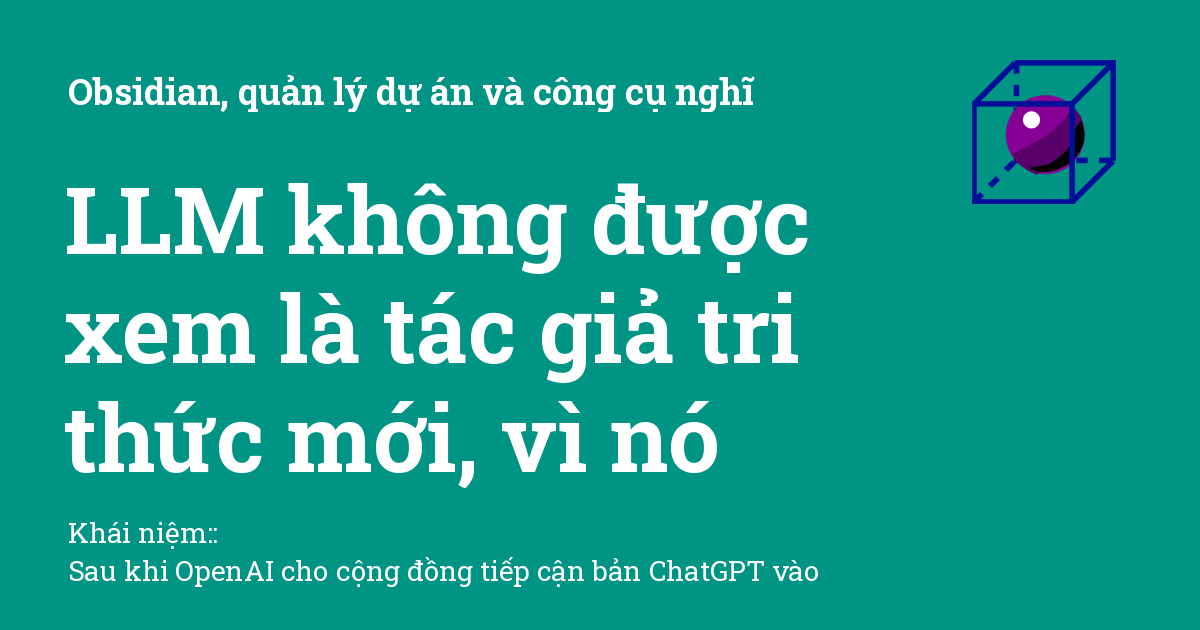 Obsidian, quản lý dự án và công cụ nghĩ
LLM không được
xem là tác giả tri
thức mới, vì nó
Khái niệm::
Sau khi OpenAI cho cộng đồng tiếp cận bản ChatGPT vào